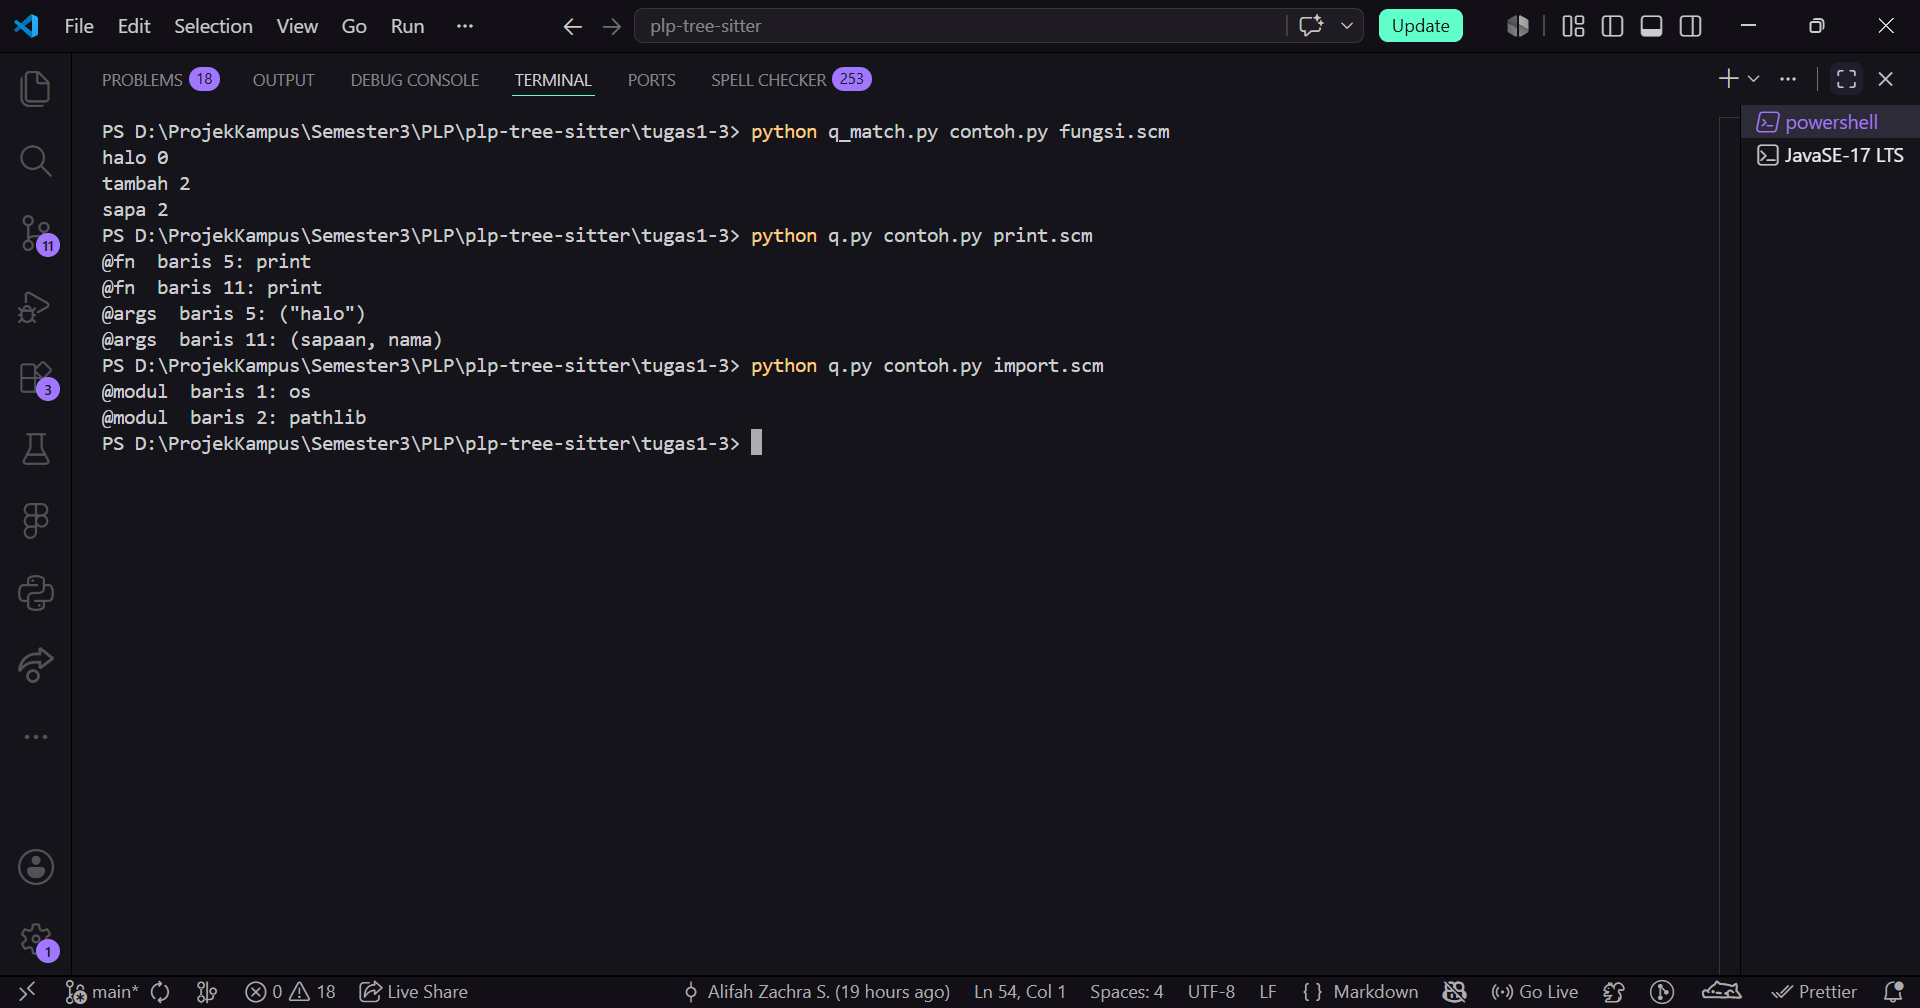 File Edit Selection View Go Run ··· plp-tree-sitter Update
PROBLEMS 18 OUTPUT DEBUG CONSOLE TERMINAL PORTS SPELL CHECKER 253
PS D:\ProjekKampus\Semester3\PLP\plp-tree-sitter\tugas1-3> python q_match.py contoh.py fungsi.scm
halo 0
tambah 2
sapa 2
PS D:\ProjekKampus\Semester3\PLP\plp-tree-sitter\tugas1-3> python q.py contoh.py print.scm
@fn  baris 5: print
@fn  baris 11: print
@args  baris 5: ("halo")
@args  baris 11: (sapaan, nama)
PS D:\ProjekKampus\Semester3\PLP\plp-tree-sitter\tugas1-3> python q.py contoh.py import.scm
@modul  baris 1: os
@modul  baris 2: pathlib
PS D:\ProjekKampus\Semester3\PLP\plp-tree-sitter\tugas1-3>
powershell
JavaSE-17 LTS
11
3
1
main* 0 18 Live Share Alifah Zachra S. (19 hours ago) Ln 54, Col 1 Spaces: 4 UTF-8 LF { } Markdown Go Live Prettier